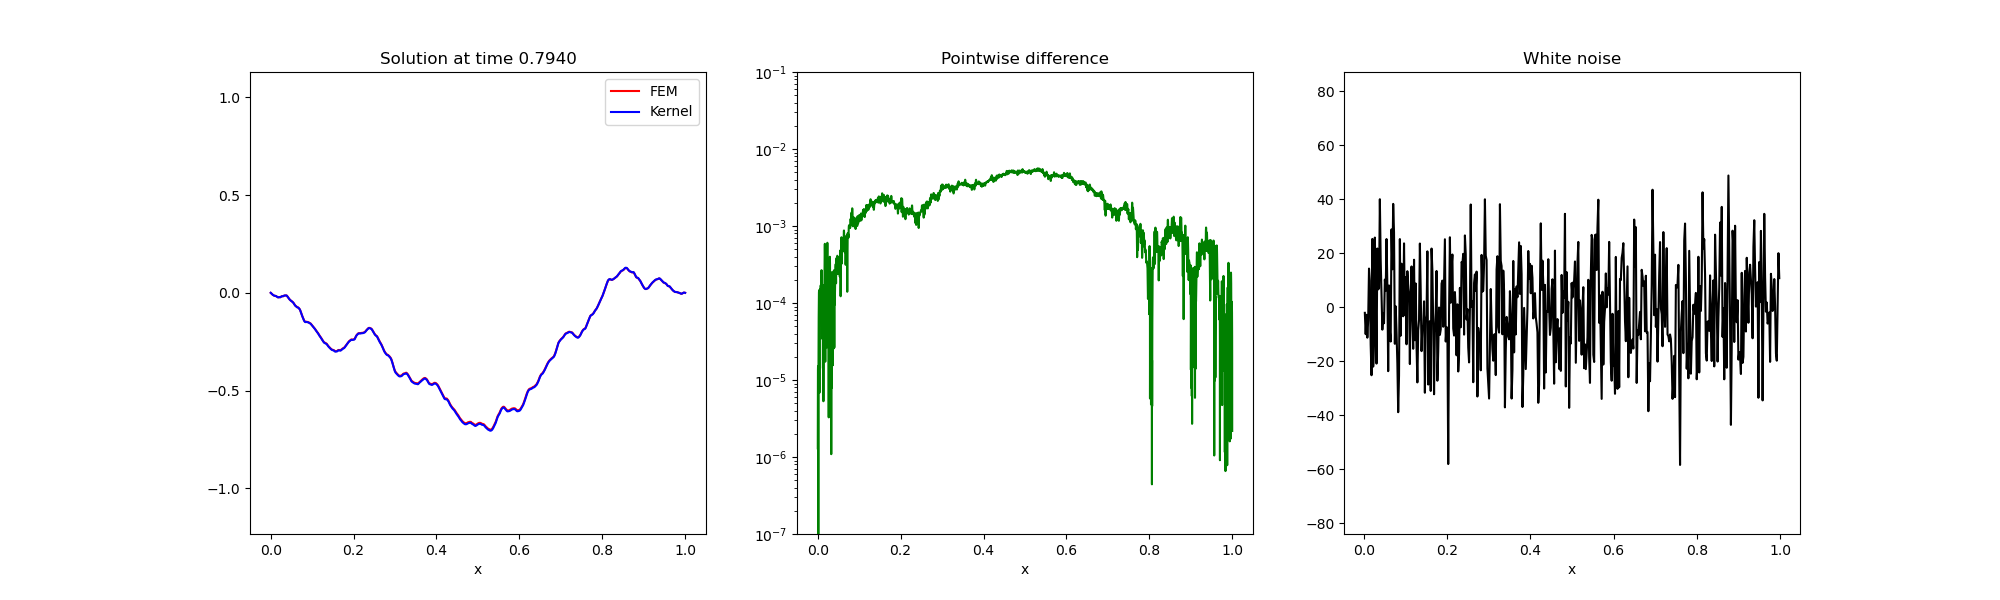 Solution at time 0.7940
1.0
0.5
0.0
−0.5
−1.0
FEM
Kernel
0.0 0.2 0.4 0.6 0.8 1.0
x
Pointwise difference
10⁻¹
10⁻²
10⁻³
10⁻⁴
10⁻⁵
10⁻⁶
10⁻⁷
0.0 0.2 0.4 0.6 0.8 1.0
x
White noise
80
60
40
20
0
−20
−40
−60
−80
0.0 0.2 0.4 0.6 0.8 1.0
x